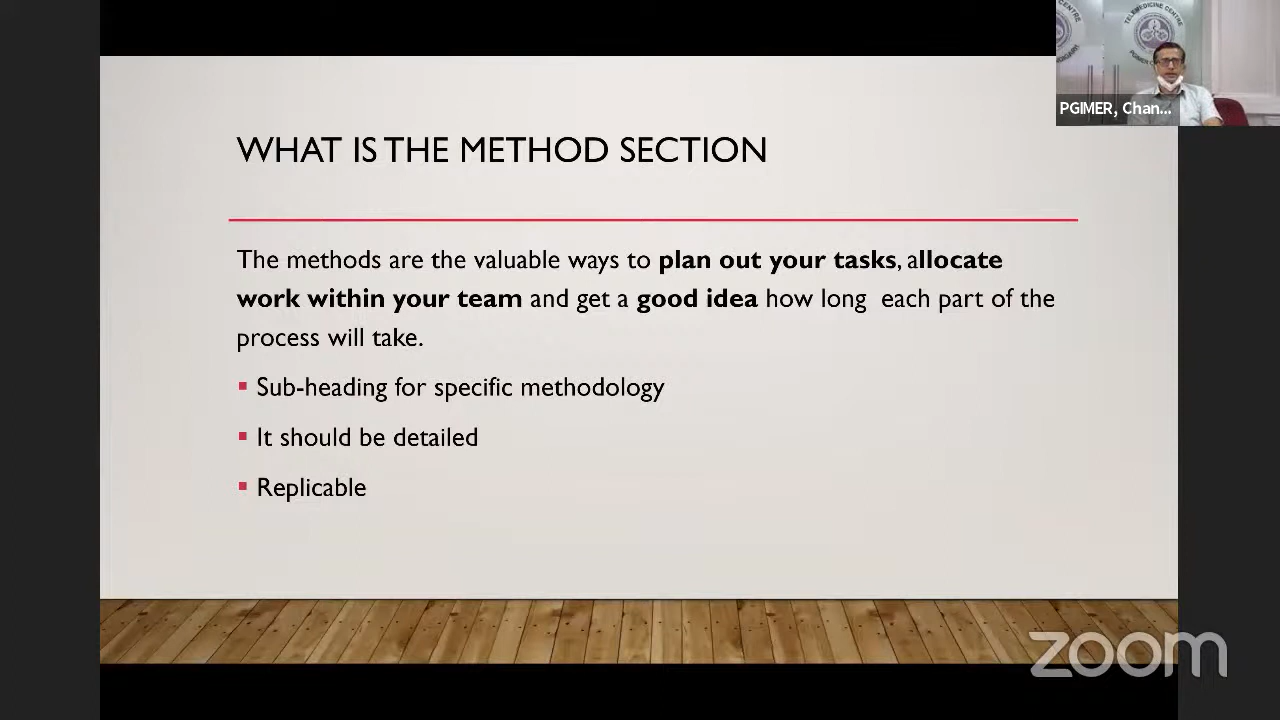 TELEMEDICINE CENTRE
PGIMER, Chan...
WHAT IS THE METHOD SECTION
The methods are the valuable ways to plan out your tasks, allocate
work within your team and get a good idea how long each part of the
process will take.
▪ Sub-heading for specific methodology
▪ It should be detailed
▪ Replicable
zoom